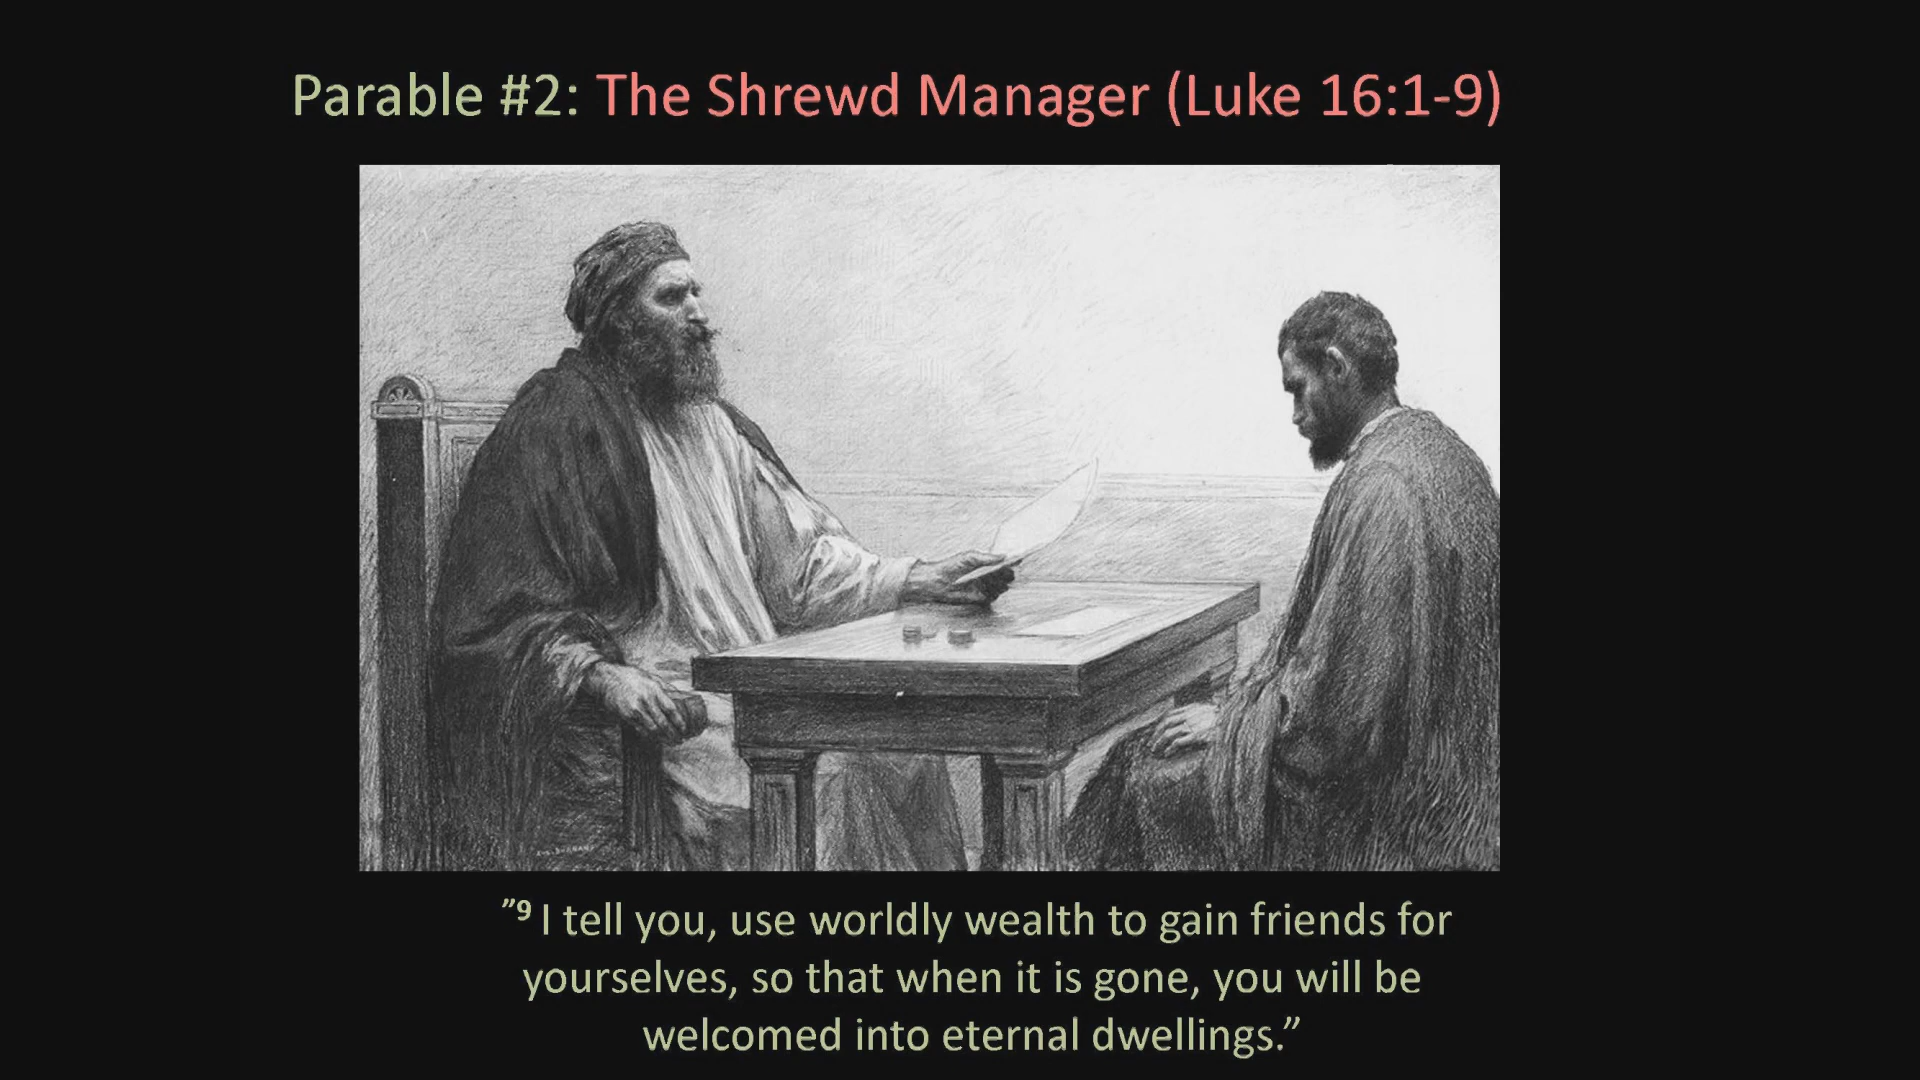 Parable #2: The Shrewd Manager (Luke 16:1-9)
”9 I tell you, use worldly wealth to gain friends for
yourselves, so that when it is gone, you will be
welcomed into eternal dwellings.”